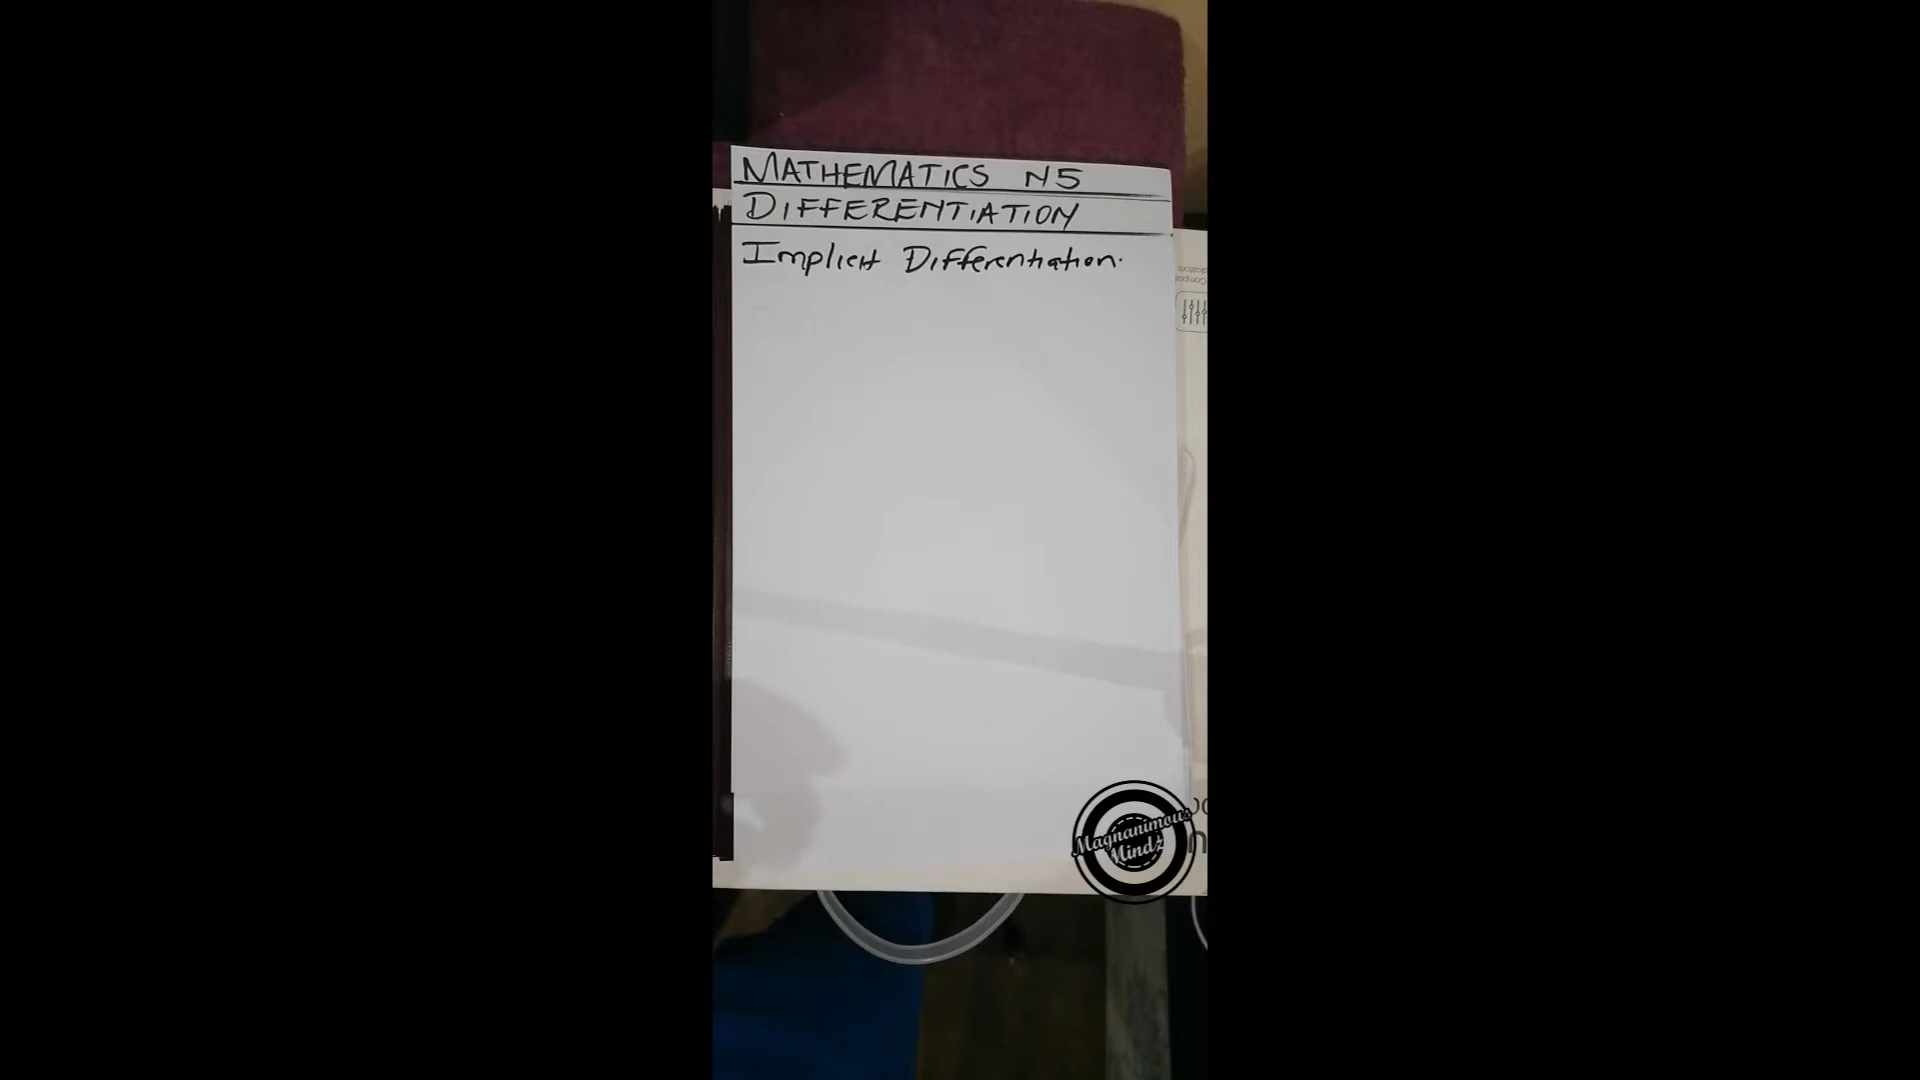 MATHEMATICS N5
DIFFERENTIATION
Implicit Differentiation.
Magnanimous
Mindz